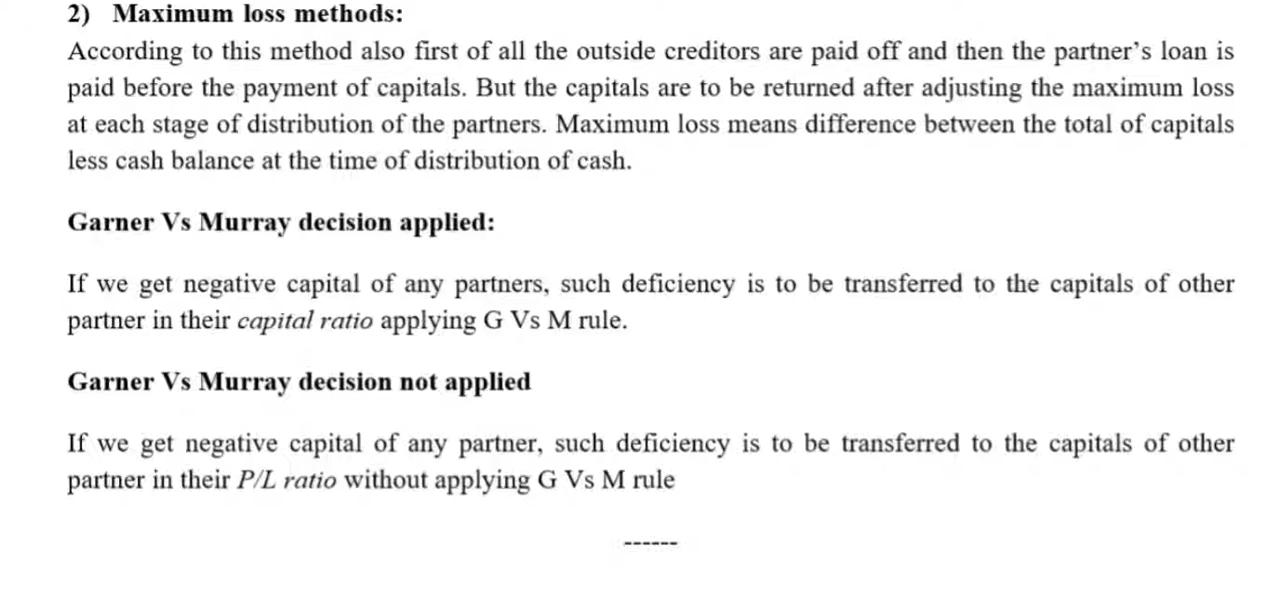 2) Maximum loss methods:
According to this method also first of all the outside creditors are paid off and then the partner's loan is
paid before the payment of capitals. But the capitals are to be returned after adjusting the maximum loss
at each stage of distribution of the partners. Maximum loss means difference between the total of capitals
less cash balance at the time of distribution of cash.
Garner Vs Murray decision applied:
If we get negative capital of any partners, such deficiency is to be transferred to the capitals of other
partner in their capital ratio applying G Vs M rule.
Garner Vs Murray decision not applied
If we get negative capital of any partner, such deficiency is to be transferred to the capitals of other
partner in their P/L ratio without applying G Vs M rule
------